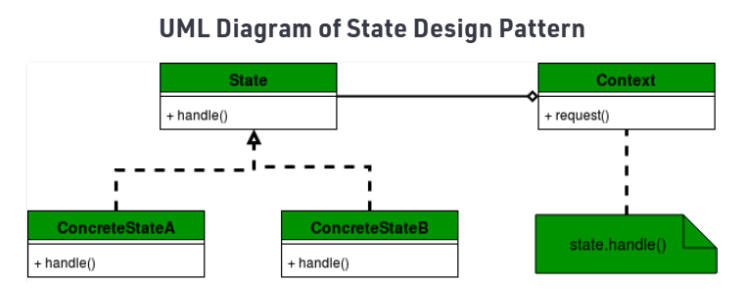 UML Diagram of State Design Pattern
State
+ handle()
Context
+ request()
ConcreteStateA
+ handle()
ConcreteStateB
+ handle()
state.handle()